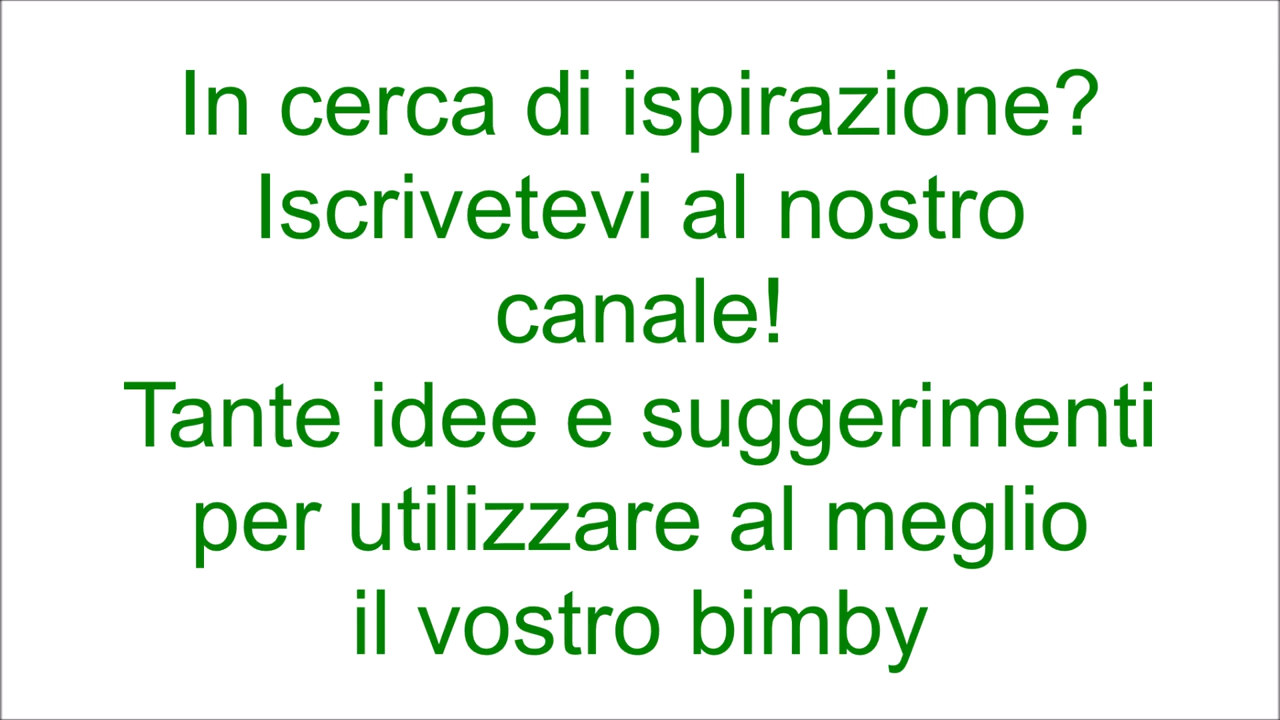 In cerca di ispirazione?
Iscrivetevi al nostro
canale!
Tante idee e suggerimenti
per utilizzare al meglio
il vostro bimby